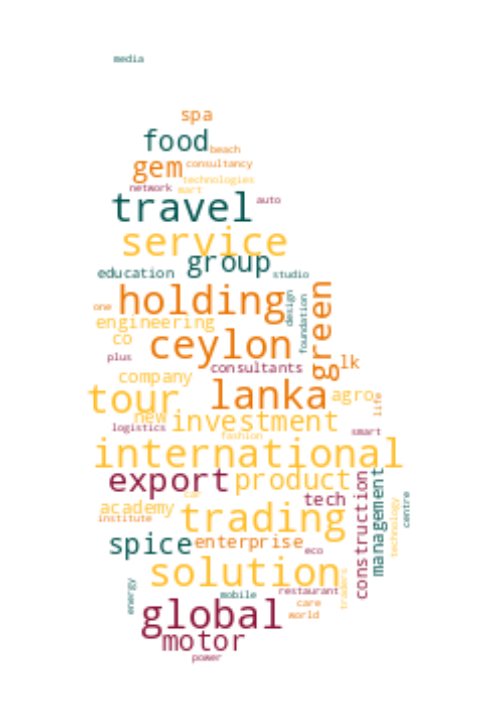 media
spa
food
beach
gem
consultancy
technologies
network
mart
travel
auto
service
group
education
studio
holding
one
design
foundation
green
engineering
co
ceylon
plus
lk
consultants
company
tour
lanka
agro
life
new
investment
logistics
smart
fashion
international
export
product
car
tech
construction
management
centre
technology
academy
institute
trading
spice
enterprise
eco
solution
energy
mobile
restaurant
traders
care
global
world
motor
power